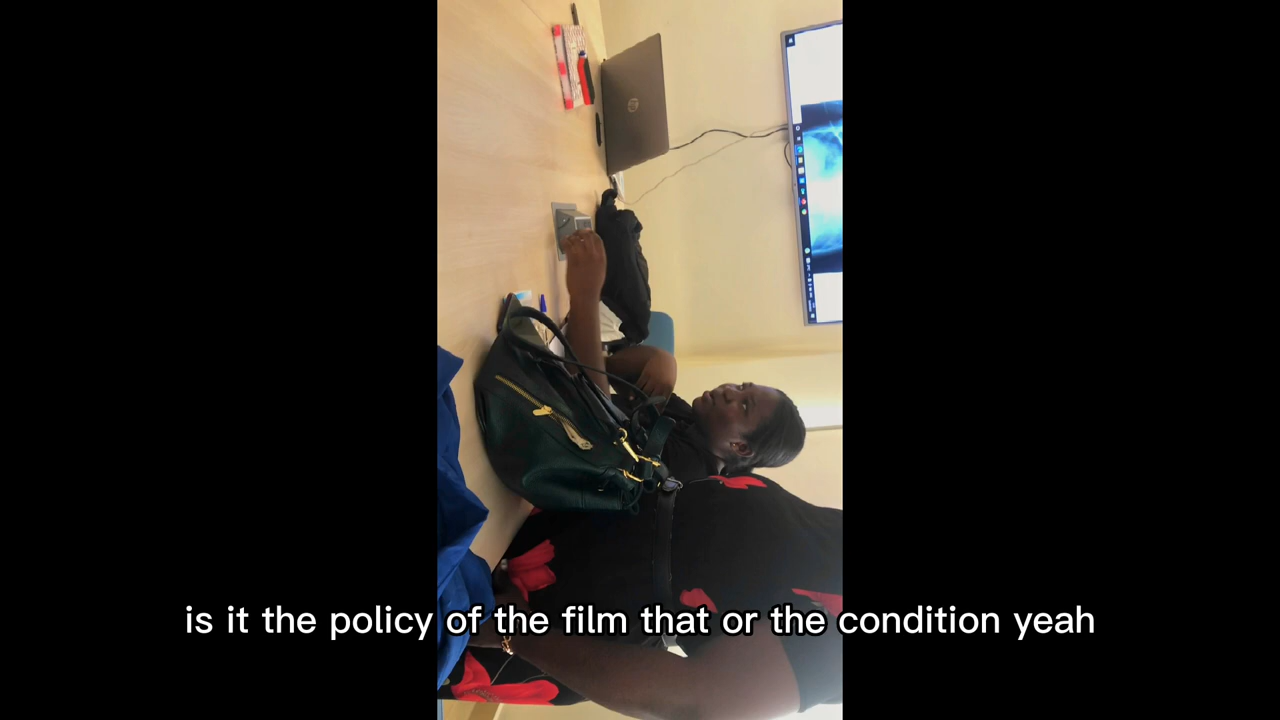 is it the policy of the film that or the condition yeah